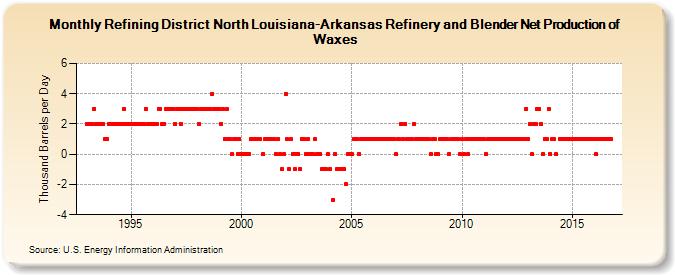 Monthly Refining District North Louisiana-Arkansas Refinery and Blender Net Production of
Waxes
Thousand Barrels per Day
6
4
2
0
-2
-4
1995
2000
2005
2010
2015
Source: U.S. Energy Information Administration